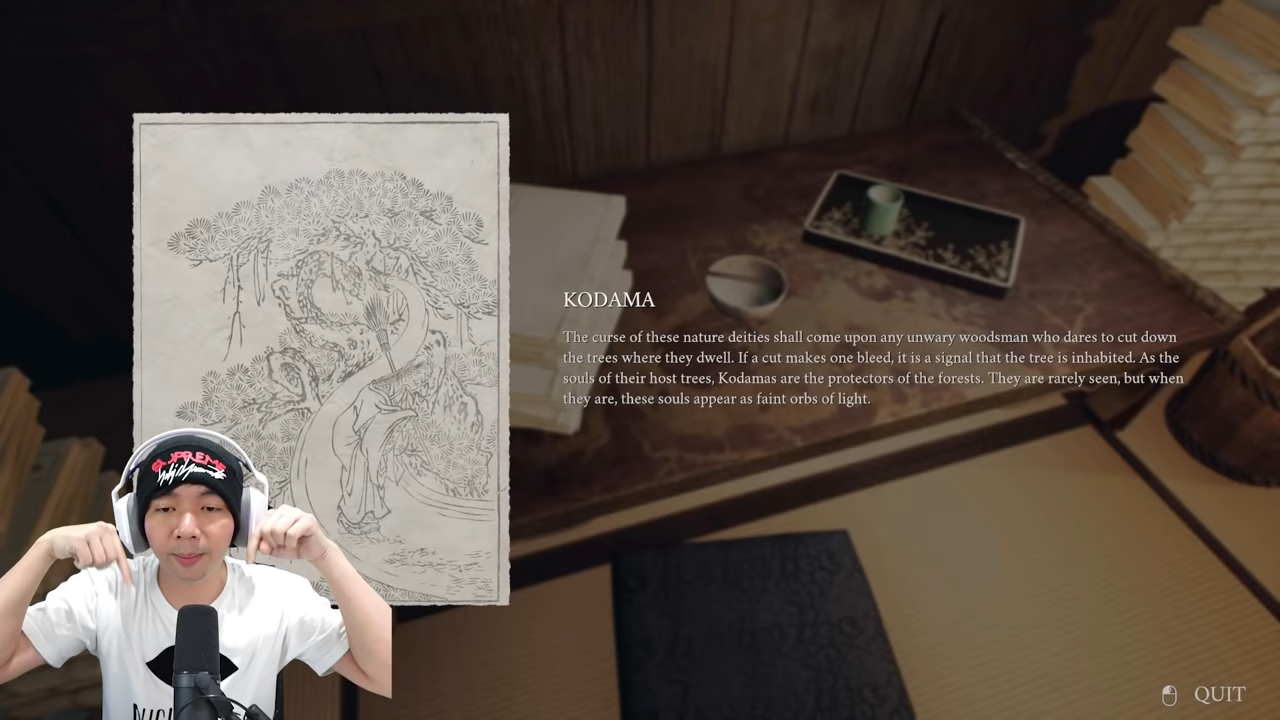 SUPREME
KODAMA
The curse of these nature deities shall come upon any unwary woodsman who dares to cut down
the trees where they dwell. If a cut makes one bleed, it is a signal that the tree is inhabited. As the
souls of their host trees, Kodamas are the protectors of the forests. They are rarely seen, but when
they are, these souls appear as faint orbs of light.
QUIT